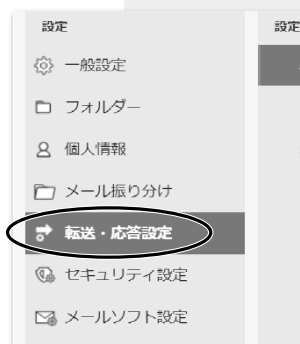 設定
設定
一般設定
フォルダー
個人情報
メール振り分け
転送・応答設定
セキュリティ設定
メールソフト設定